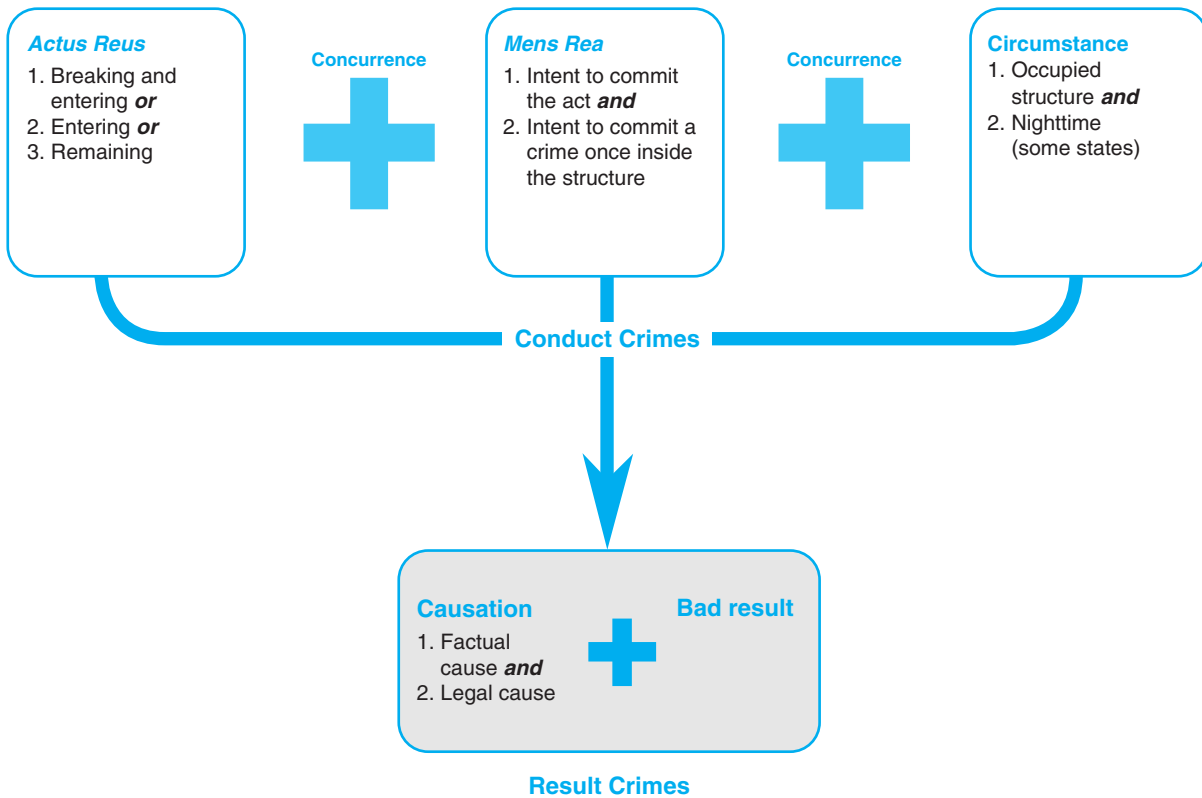 Actus Reus
1. Breaking and
entering or
2. Entering or
3. Remaining
Concurrence
Mens Rea
1. Intent to commit
the act and
2. Intent to commit a
crime once inside
the structure
Concurrence
Circumstance
1. Occupied
structure and
2. Nighttime
(some states)
Conduct Crimes
Causation
1. Factual
cause and
2. Legal cause
Bad result
Result Crimes